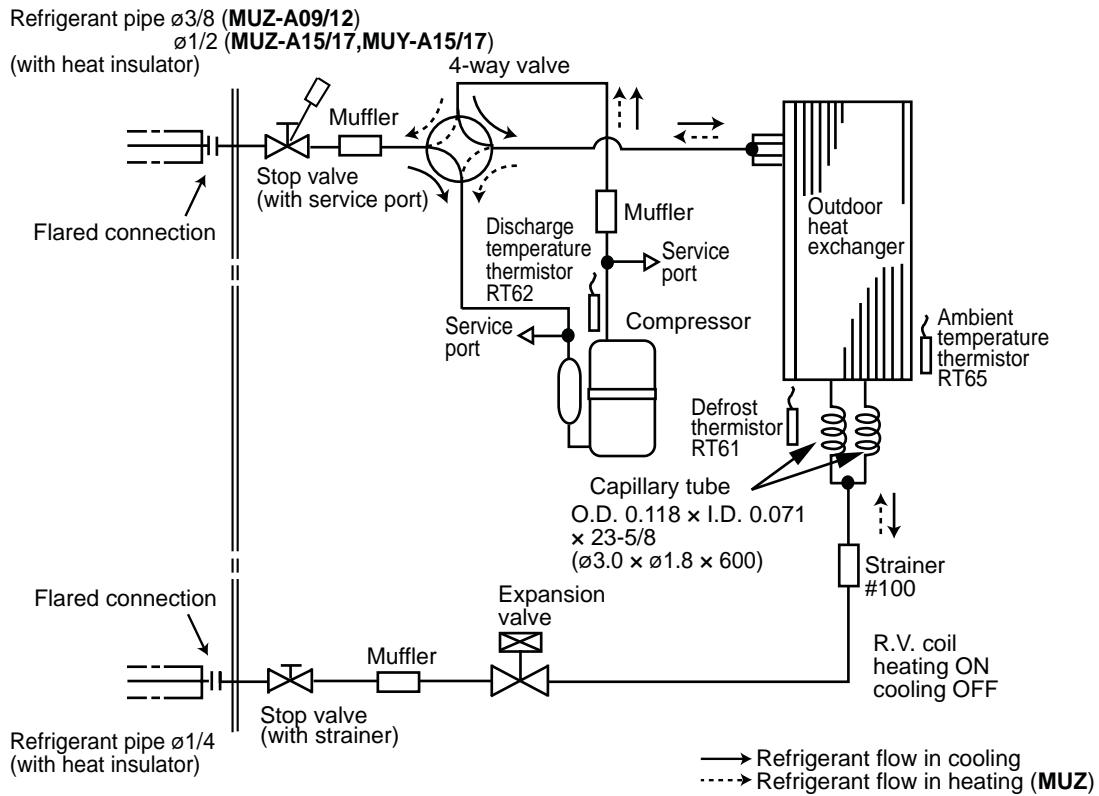 Refrigerant pipe ø3/8 (MUZ-A09/12)
ø1/2 (MUZ-A15/17,MUY-A15/17)
(with heat insulator)
4-way valve
Muffler
Stop valve
(with service port)
Flared connection
Discharge
temperature
thermistor
RT62
Muffler
Service
port
Service
port
Compressor
Outdoor
heat
exchanger
Ambient
temperature
thermistor
RT65
Defrost
thermistor
RT61
Capillary tube
O.D. 0.118 × I.D. 0.071
× 23-5/8
(ø3.0 × ø1.8 × 600)
Strainer
#100
Flared connection
Expansion
valve
Muffler
Stop valve
(with strainer)
R.V. coil
heating ON
cooling OFF
Refrigerant pipe ø1/4
(with heat insulator)
Refrigerant flow in cooling
Refrigerant flow in heating (MUZ)